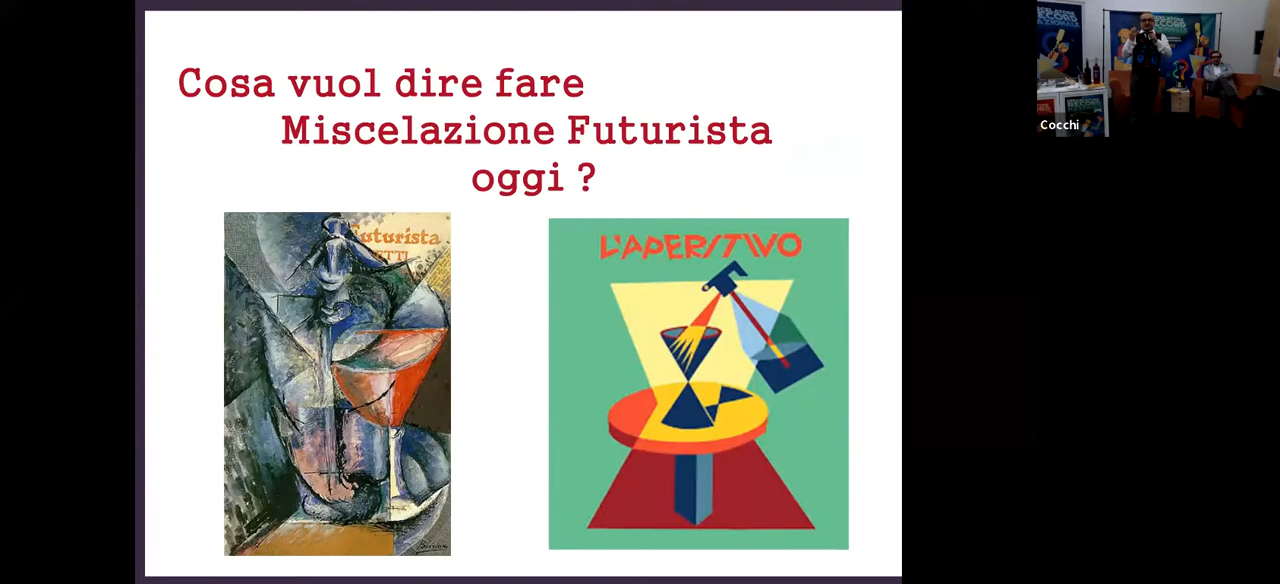 Cosa vuol dire fare
Miscelazione Futurista
oggi ?
Futurista
L'APERITIVO
Cocchi